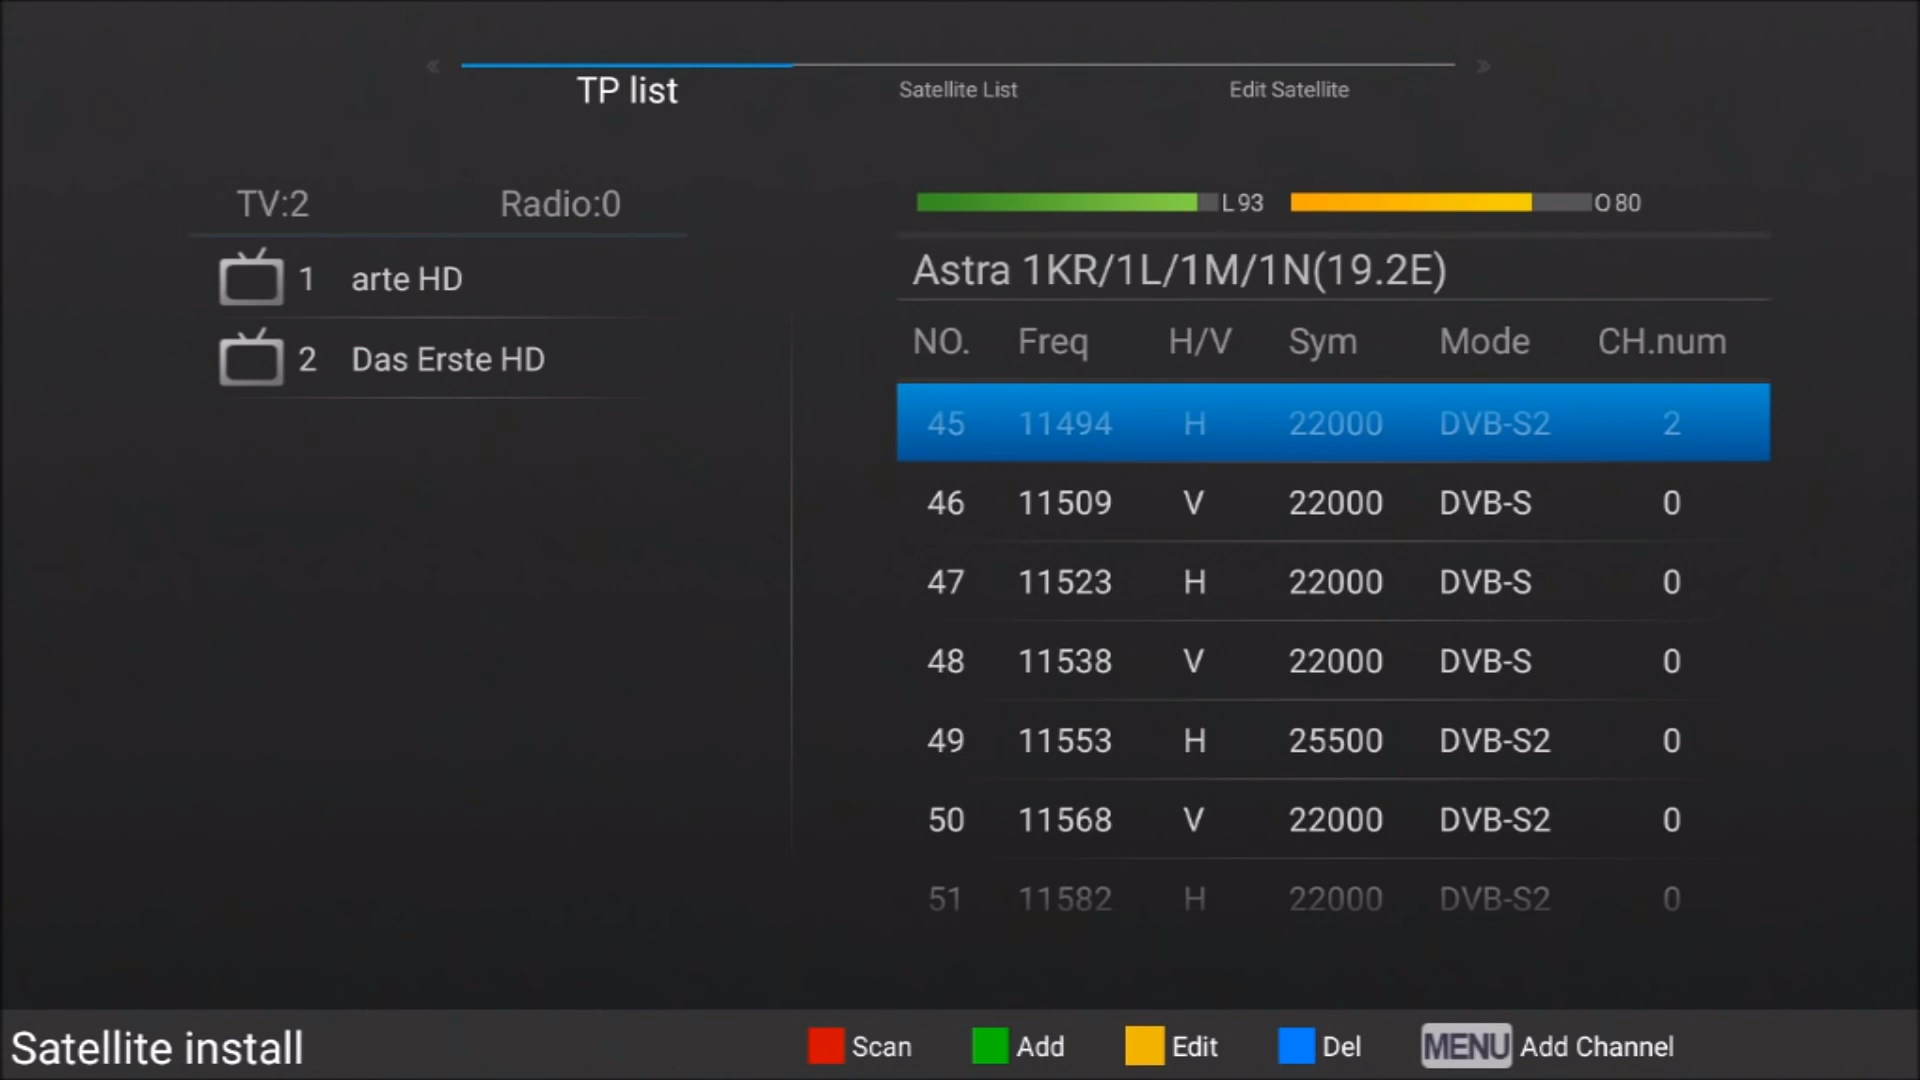 « »
TP list Satellite List Edit Satellite
TV:2 Radio:0
1 arte HD
2 Das Erste HD
L 93 Q 80
Astra 1KR/1L/1M/1N(19.2E)
NO. Freq H/V Sym Mode CH.num
45 11494 H 22000 DVB-S2 2
46 11509 V 22000 DVB-S 0
47 11523 H 22000 DVB-S 0
48 11538 V 22000 DVB-S 0
49 11553 H 25500 DVB-S2 0
50 11568 V 22000 DVB-S2 0
51 11582 H 22000 DVB-S2 0
Satellite install Scan Add Edit Del MENU Add Channel